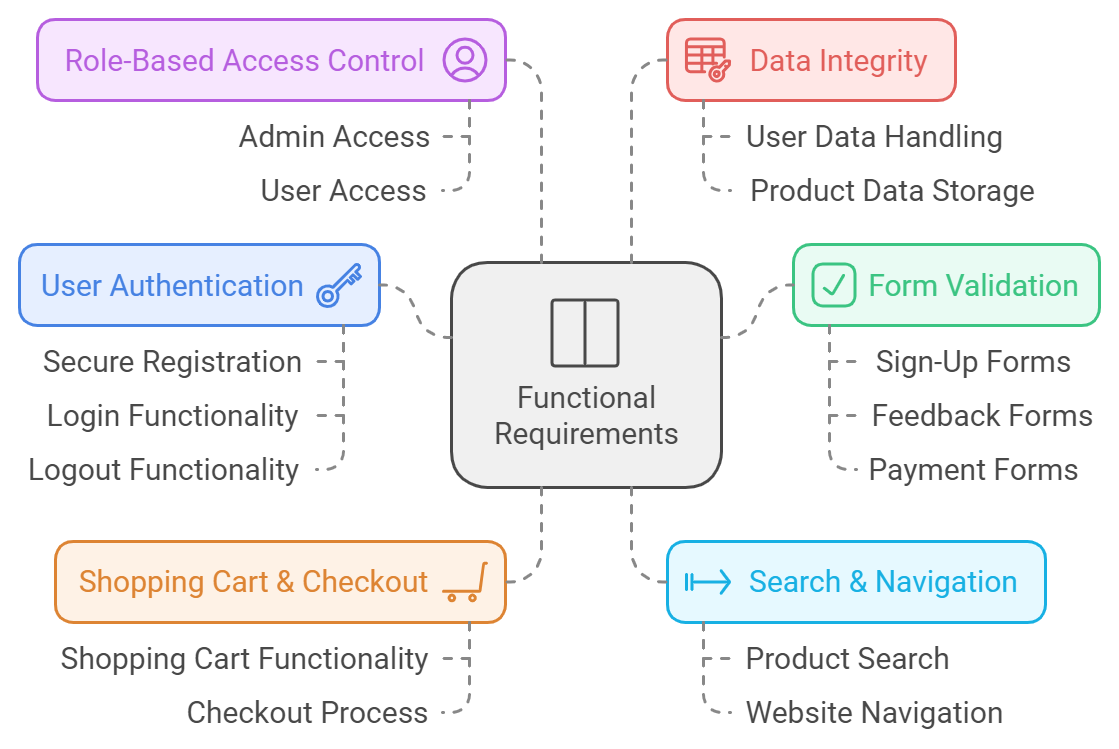 Role-Based Access Control
Admin Access
User Access
Data Integrity
User Data Handling
Product Data Storage
User Authentication
Secure Registration
Login Functionality
Logout Functionality
Functional
Requirements
Form Validation
Sign-Up Forms
Feedback Forms
Payment Forms
Shopping Cart & Checkout
Shopping Cart Functionality
Checkout Process
Search & Navigation
Product Search
Website Navigation